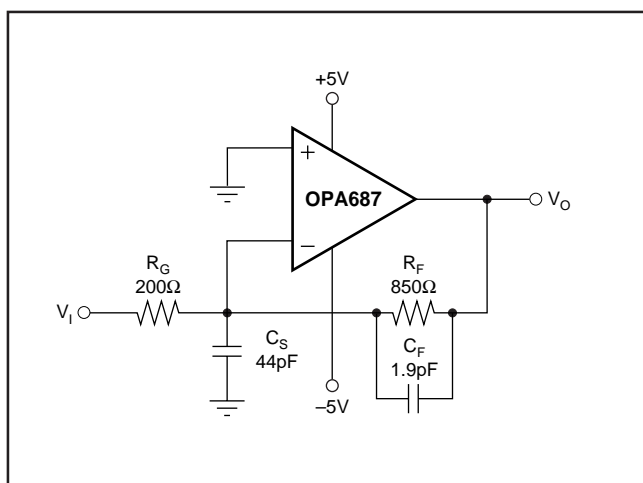 +5V
+
OPA687
−
V_O
R_G
200Ω
R_F
850Ω
V_I
C_S
44pF
C_F
1.9pF
−5V